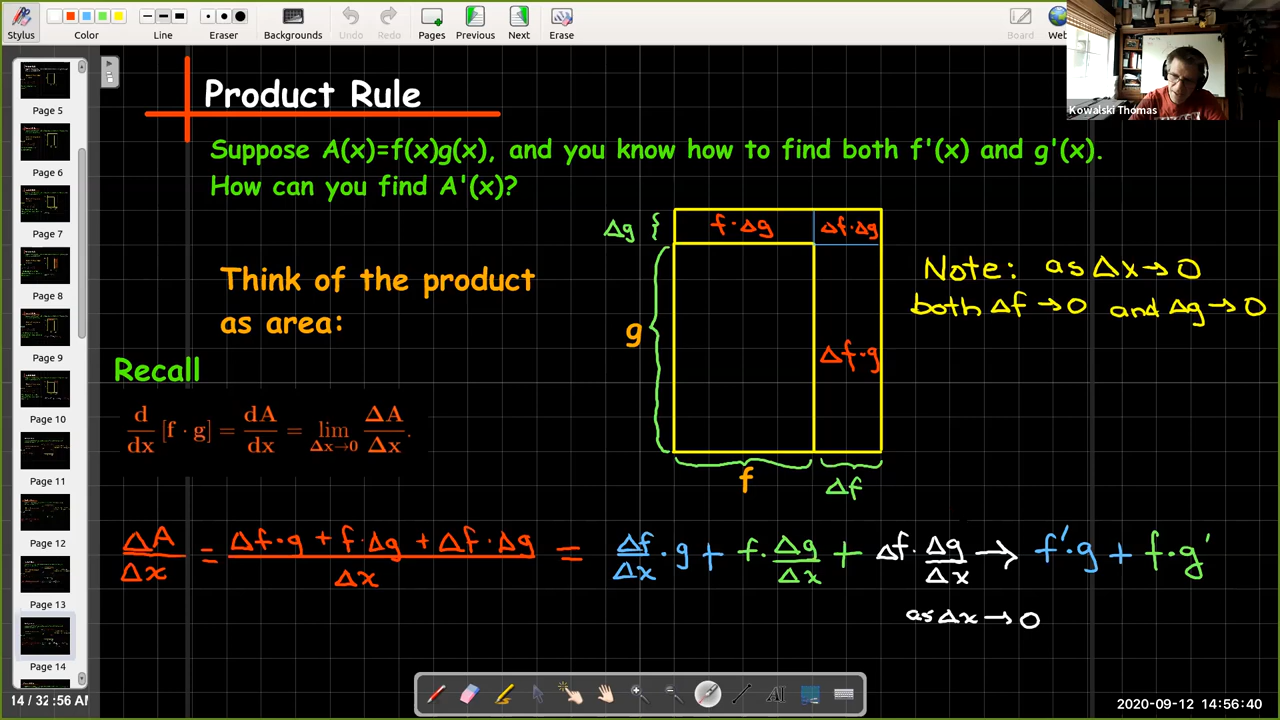 Stylus
Color
Line
Eraser
Backgrounds
Undo
Redo
Pages
Previous
Next
Erase
Board
Kowalski Thomas
Page 5
Page 6
Page 7
Page 8
Page 9
Page 10
Page 11
Page 12
Page 13
Page 14
Product Rule
Suppose A(x)=f(x)g(x), and you know how to find both f'(x) and g'(x).
How can you find A'(x)?
Think of the product
as area:
Δg
f·Δg
Δf·Δg
g
Δf·g
f
Δf
Note: as Δx→0
both Δf→0 and Δg→0
Recall
d/dx [f · g] = dA/dx = lim Δx→0 ΔA/Δx.
ΔA/Δx = (Δf·g + f·Δg + Δf·Δg)/Δx = Δf/Δx · g + f· Δg/Δx + Δf· Δg/Δx → f'·g + f·g'
as Δx→0
14 / 32
2020-09-12 14:56:40